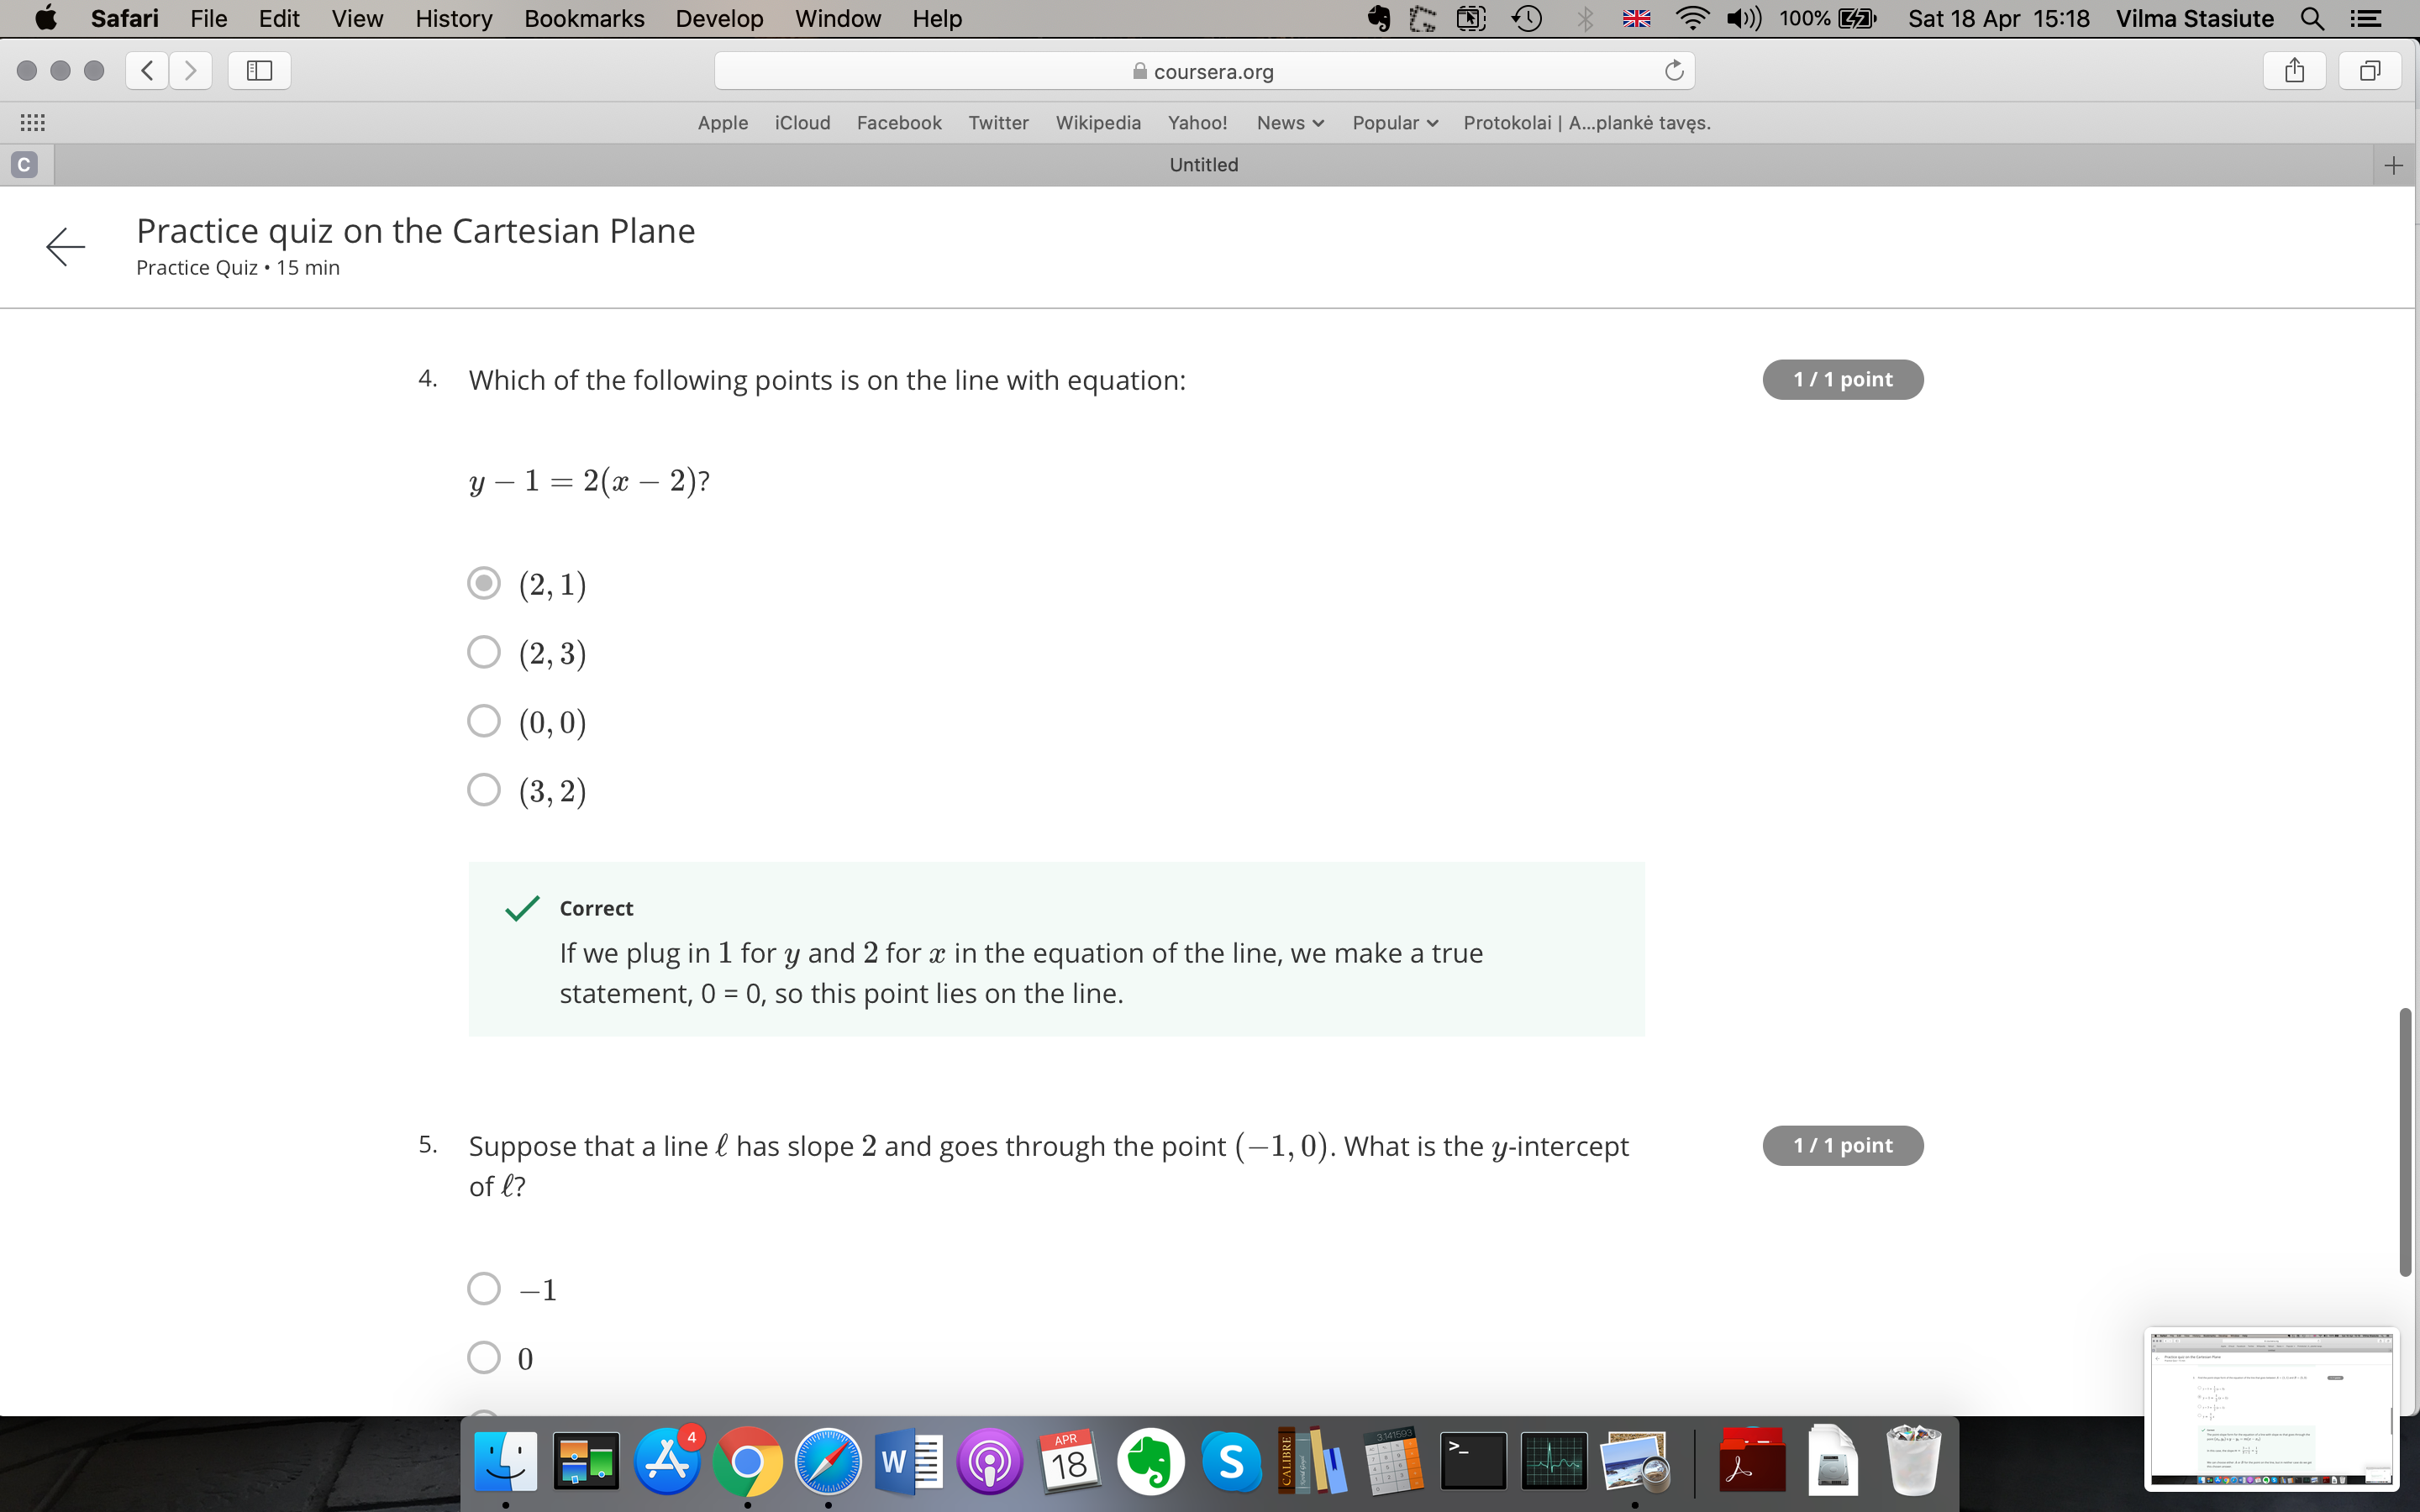 Safari File Edit View History Bookmarks Develop Window Help 100% Sat 18 Apr 15:18 Vilma Stasiute
coursera.org
Apple iCloud Facebook Twitter Wikipedia Yahoo! News Popular Protokolai | A...plankė tavęs.
C Untitled
Practice quiz on the Cartesian Plane
Practice Quiz • 15 min
4. Which of the following points is on the line with equation: 1 / 1 point
y − 1 = 2(x − 2)?
(2, 1)
(2, 3)
(0, 0)
(3, 2)
Correct
If we plug in 1 for y and 2 for x in the equation of the line, we make a true
statement, 0 = 0, so this point lies on the line.
5. Suppose that a line ℓ has slope 2 and goes through the point (−1, 0). What is the y-intercept 1 / 1 point
of ℓ?
−1
0
4
W
APR
18
S
CALIBRE
3.141593
>_